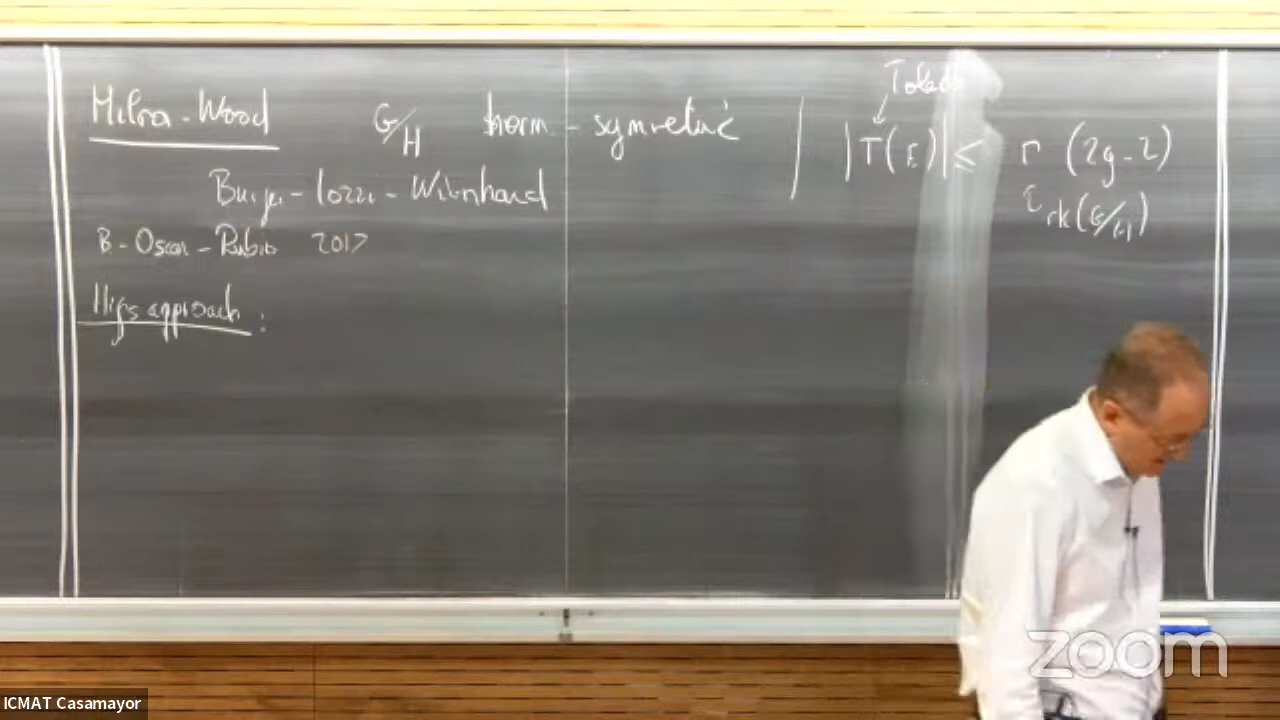 Milnor-Wood G/H herm-symmetric |T(E)| ≤ r (2g-2)
Toledo
rk(G/H)
Burger-Iozzi-Wienhard
B-Oscar-Rubio 2017
Higgs approach:
zoom
ICMAT Casamayor